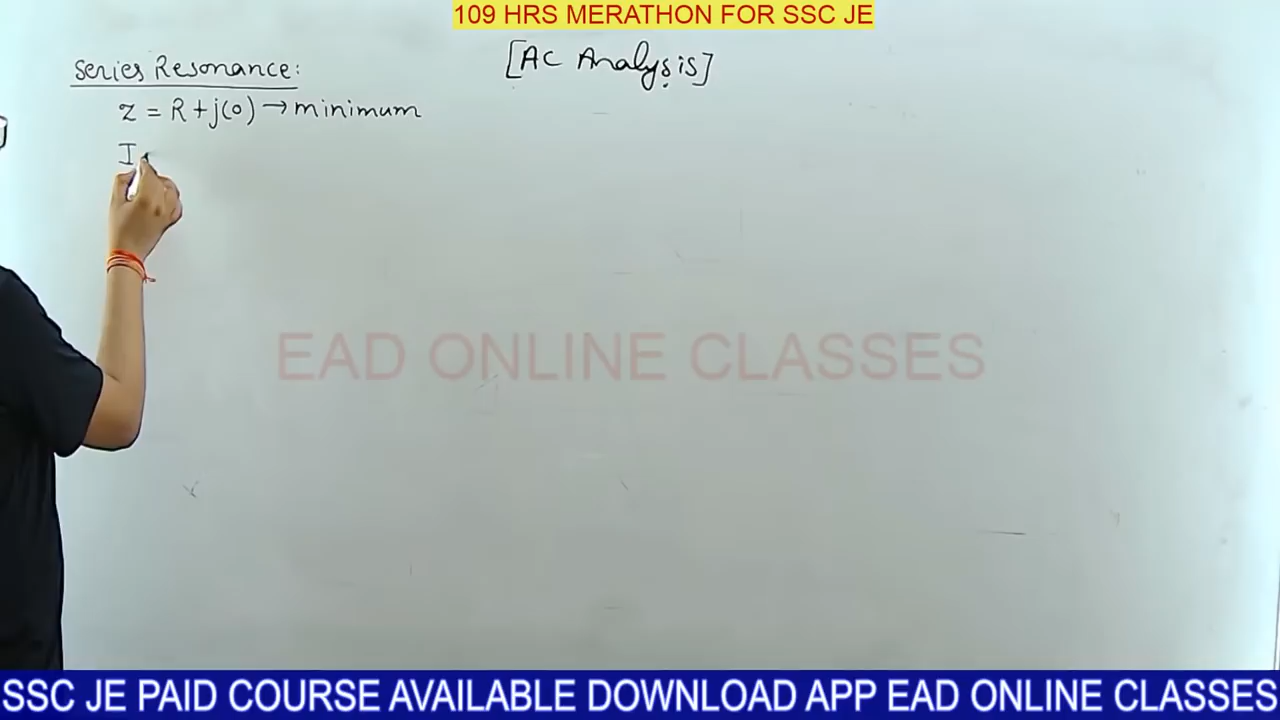 109 HRS MERATHON FOR SSC JE
[AC Analysis]
Series Resonance:
Z = R + j(0) → minimum
I
EAD ONLINE CLASSES
SSC JE PAID COURSE AVAILABLE DOWNLOAD APP EAD ONLINE CLASSES